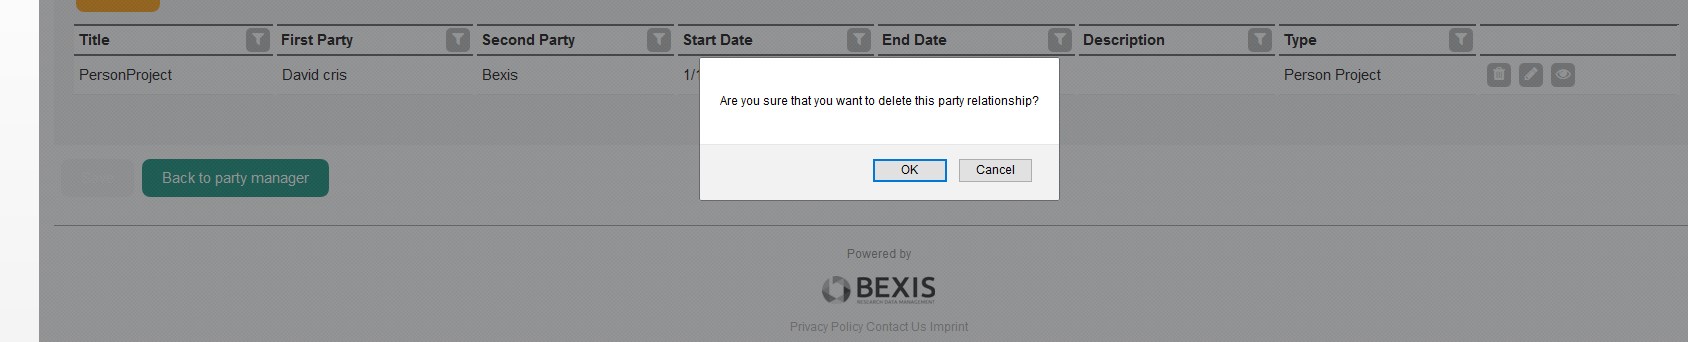 Title First Party Second Party Start Date End Date Description Type
PersonProject David cris Bexis 1/1 Person Project
Are you sure that you want to delete this party relationship?
OK Cancel
Back to party manager
Powered by
BEXIS
RESEARCH DATA MANAGEMENT
Privacy Policy Contact Us Imprint